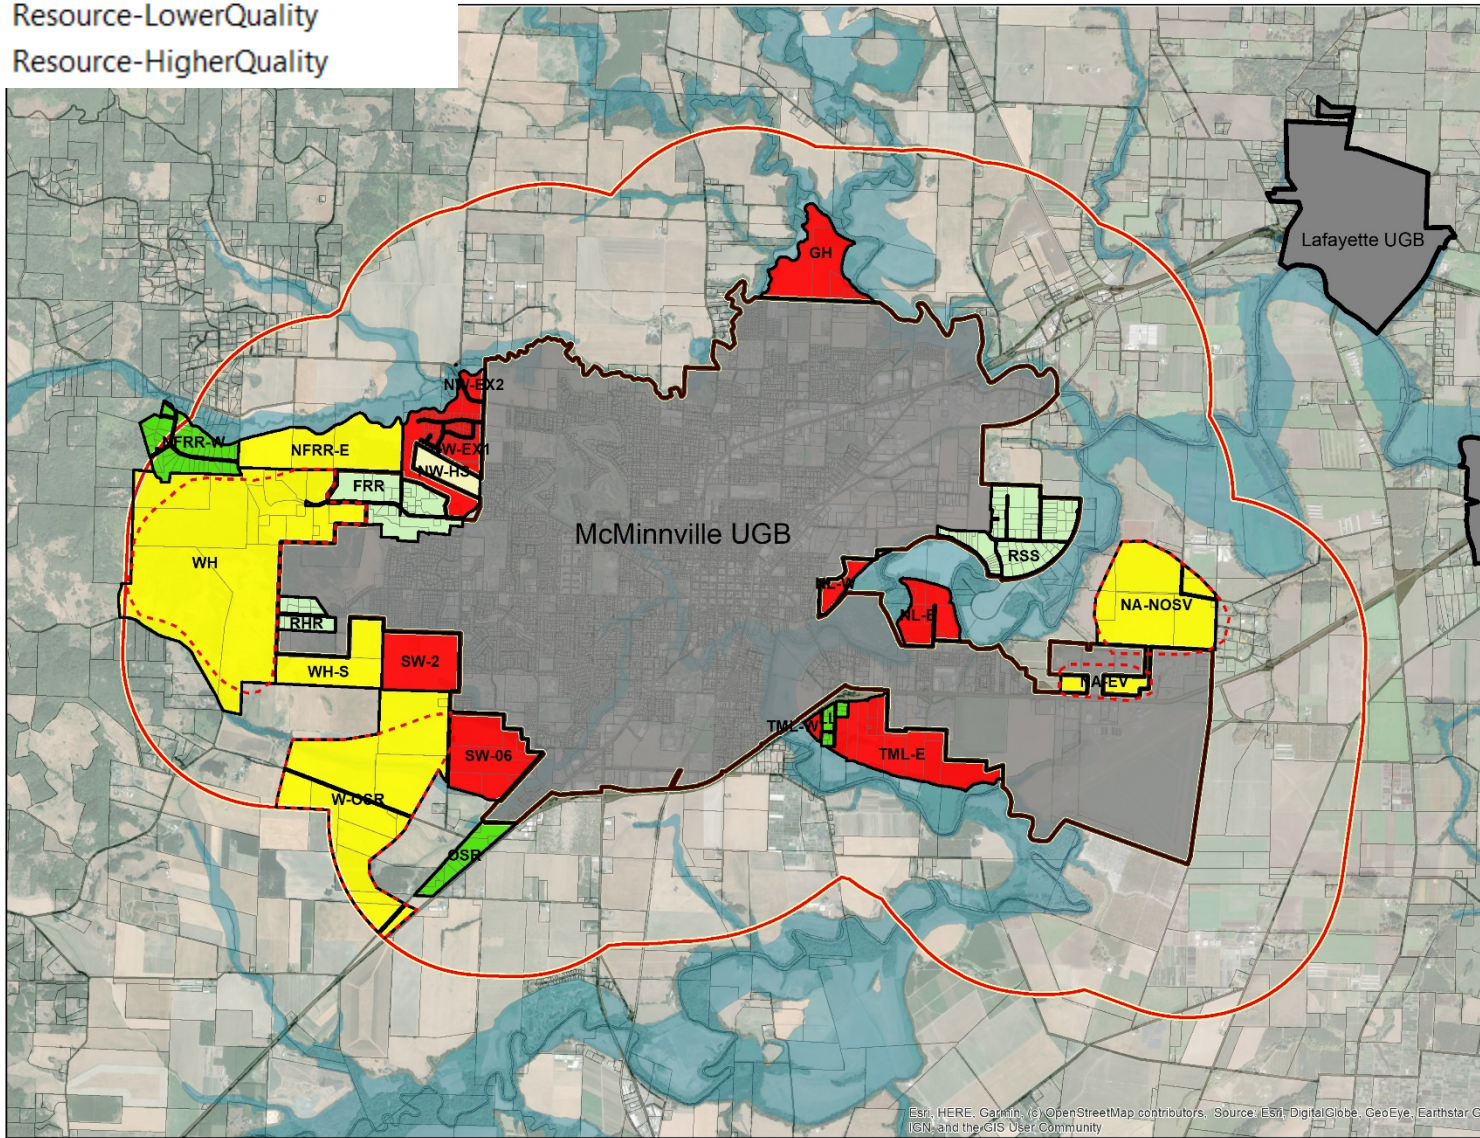 Resource-LowerQuality
Resource-HigherQuality
Lafayette UGB
GH
NW-EX2
NFRR-W
NFRR-E
NW-EX1
NW-HS
FRR
McMinnville UGB
RSS
WH
NL-W
NA-NOSV
NL-E
RHR
SW-2
WH-S
NA-EV
TML-W
SW-06
TML-E
W-OSR
OSR
Esri, HERE, Garmin, (c) OpenStreetMap contributors, Source: Esri, DigitalGlobe, GeoEye, Earthstar
IGN, and the GIS User Community